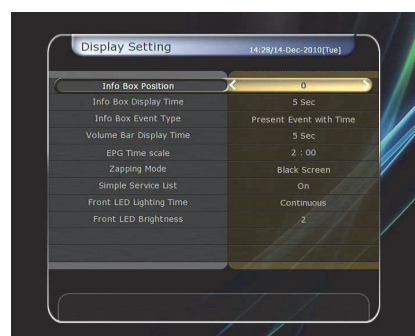 Display Setting
14:28/14-Dec-2010[Tue]
Info Box Position 0
Info Box Display Time 5 Sec
Info Box Event Type Present Event with Time
Volume Bar Display Time 5 Sec
EPG Time scale 2 : 00
Zapping Mode Black Screen
Simple Service List On
Front LED Lighting Time Continuous
Front LED Brightness 2